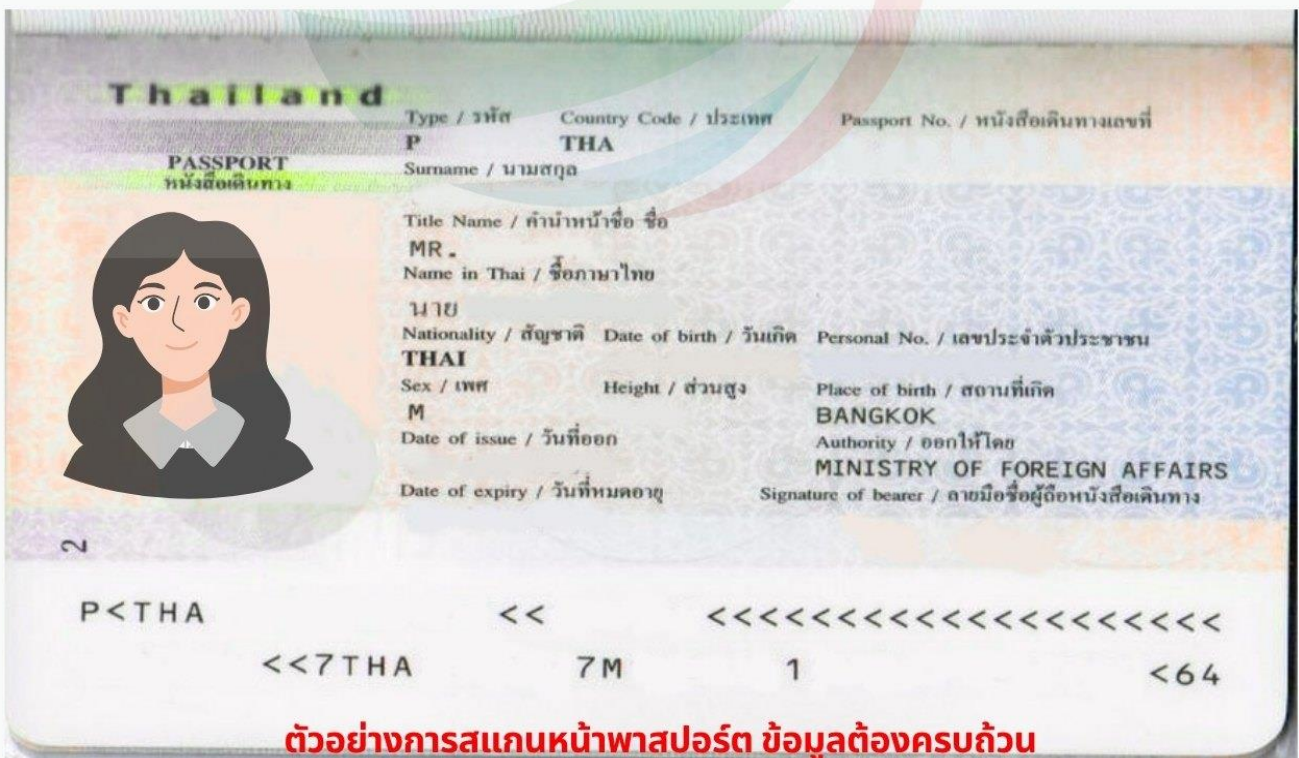 Thailand
PASSPORT
หนังสือเดินทาง
Type / รหัส Country Code / ประเทศ Passport No. / หนังสือเดินทางเลขที่
P THA
Surname / นามสกุล
Title Name / คำนำหน้าชื่อ ชื่อ
MR.
Name in Thai / ชื่อภาษาไทย
นาย
Nationality / สัญชาติ Date of birth / วันเกิด Personal No. / เลขประจำตัวประชาชน
THAI
Sex / เพศ Height / ส่วนสูง Place of birth / สถานที่เกิด
M BANGKOK
Date of issue / วันที่ออก Authority / ออกให้โดย
MINISTRY OF FOREIGN AFFAIRS
Date of expiry / วันที่หมดอายุ Signature of bearer / ลายมือชื่อผู้ถือหนังสือเดินทาง
2
P<THA << <<<<<<<<<<<<<<<<<<<<
<<7THA 7M 1 <64
ตัวอย่างการสแกนหน้าพาสปอร์ต ข้อมูลต้องครบถ้วน